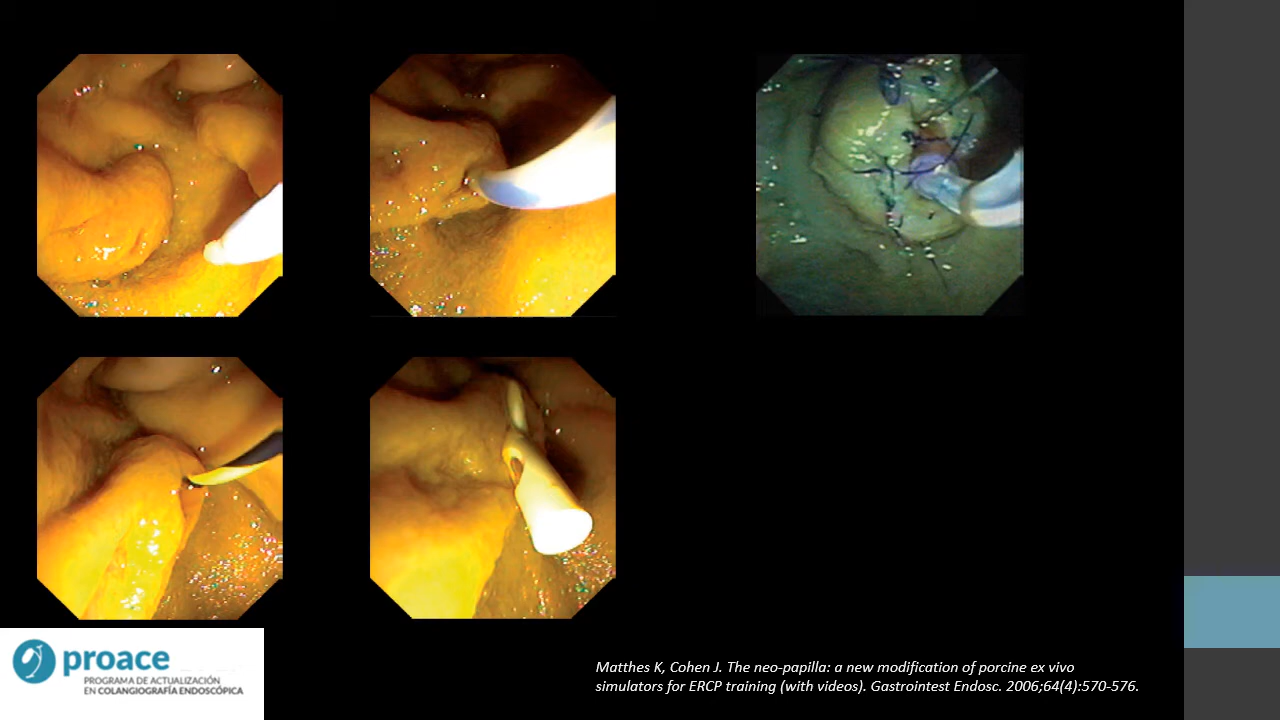 proace
PROGRAMA DE ACTUALIZACIÓN
EN COLANGIOGRAFÍA ENDOSCÓPICA
Matthes K, Cohen J. The neo-papilla: a new modification of porcine ex vivo
simulators for ERCP training (with videos). Gastrointest Endosc. 2006;64(4):570-576.